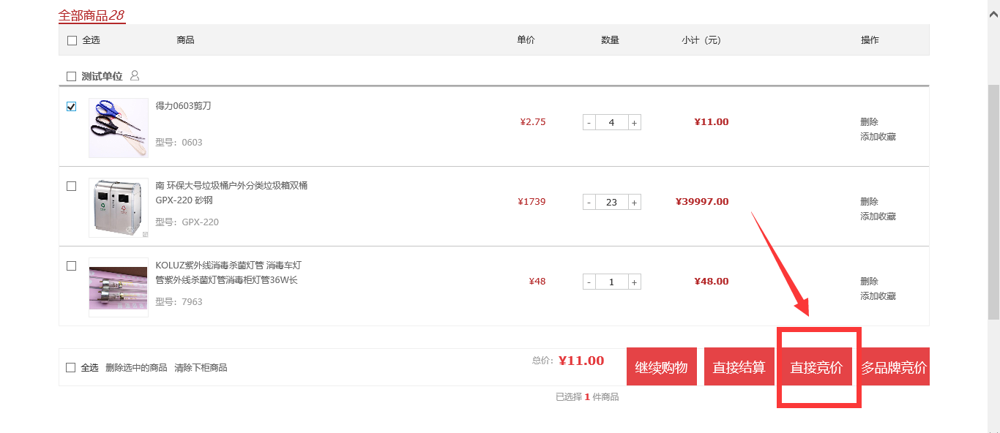 全部商品28
全选 商品 单价 数量 小计（元） 操作
测试单位
得力0603剪刀
型号：0603
¥2.75 - 4 + ¥11.00
删除
添加收藏
南 环保大号垃圾桶户外分类垃圾箱双桶
GPX-220 砂钢
型号：GPX-220
¥1739 - 23 + ¥39997.00
删除
添加收藏
KOLUZ紫外线消毒杀菌灯管 消毒车灯
管紫外线杀菌灯管消毒柜灯管36W长
型号：7963
¥48 - 1 + ¥48.00
删除
添加收藏
全选 删除选中的商品 清除下柜商品 总价：¥11.00 继续购物 直接结算 直接竞价 多品牌竞价
已选择 1 件商品